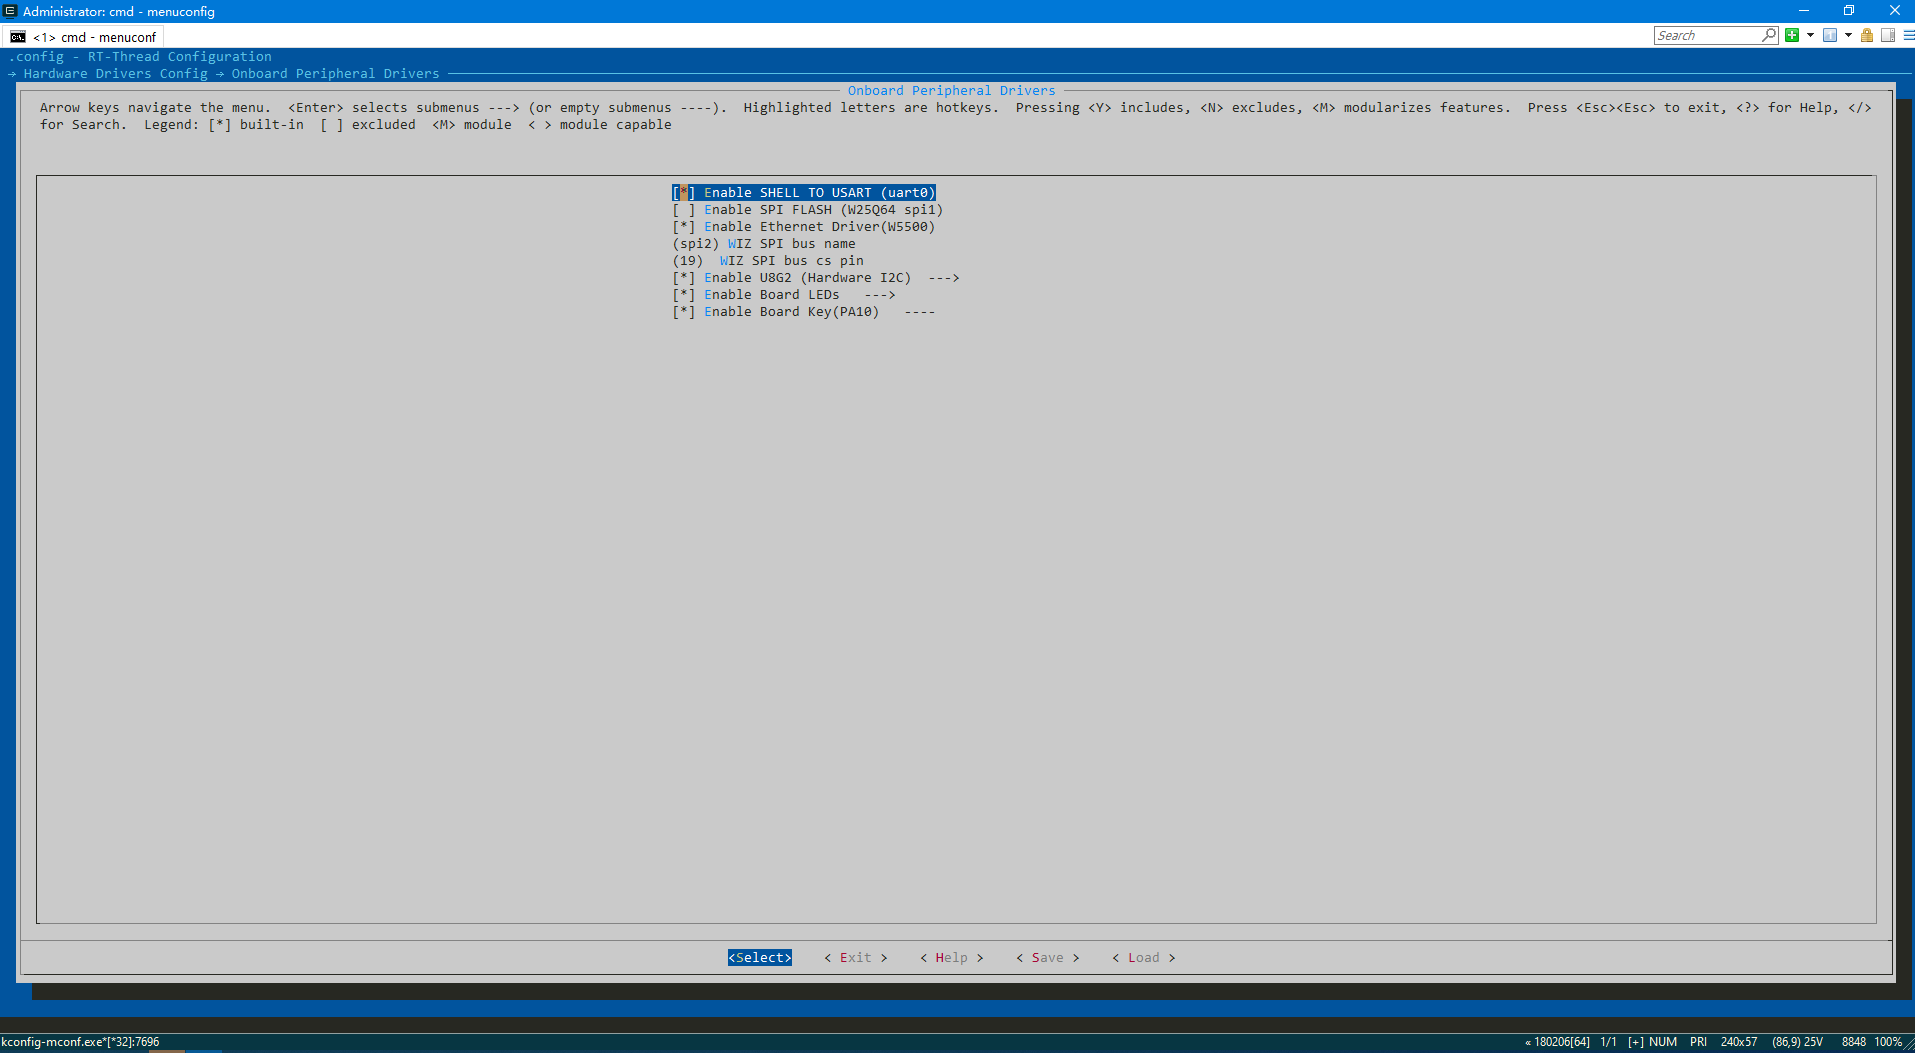 Administrator: cmd - menuconfig
<1> cmd - menuconf
Search
.config - RT-Thread Configuration
→ Hardware Drivers Config → Onboard Peripheral Drivers
Onboard Peripheral Drivers
Arrow keys navigate the menu.  <Enter> selects submenus ---> (or empty submenus ----).  Highlighted letters are hotkeys.  Pressing <Y> includes, <N> excludes, <M> modularizes features.  Press <Esc><Esc> to exit, <?> for Help, </>
for Search.  Legend: [*] built-in  [ ] excluded  <M> module  < > module capable
[*] Enable SHELL TO USART (uart0)
[ ] Enable SPI FLASH (W25Q64 spi1)
[*] Enable Ethernet Driver(W5500)
(spi2) WIZ SPI bus name
(19)  WIZ SPI bus cs pin
[*] Enable U8G2 (Hardware I2C)  --->
[*] Enable Board LEDs   --->
[*] Enable Board Key(PA10)   ----
<Select>    < Exit >    < Help >    < Save >    < Load >
kconfig-mconf.exe*[*32]:7696
« 180206[64]  1/1  [+] NUM  PRI  240x57  (86,9) 25V  8848  100%